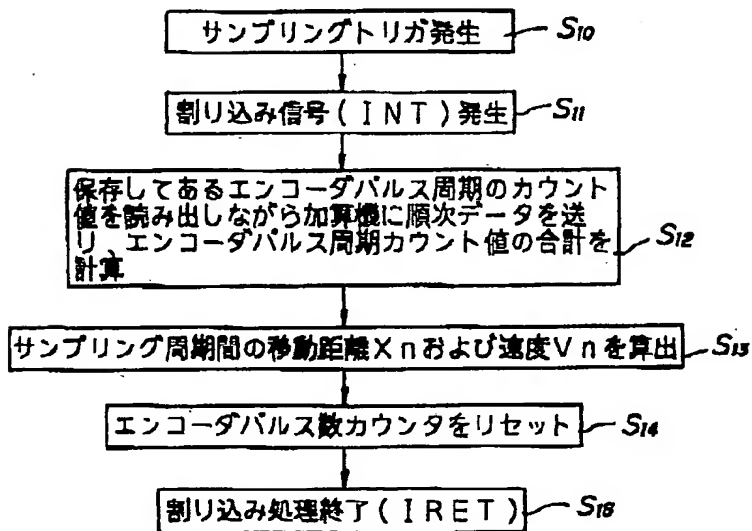 サンプリングトリガ発生 S10
割り込み信号(INT)発生 S11
保存してあるエンコーダパルス周期のカウント
値を読み出しながら加算機に順次データを送
り、エンコーダパルス周期カウント値の合計を
計算 S12
サンプリング周期間の移動距離Xnおよび速度Vnを算出 S13
エンコーダパルス数カウンタをリセット S14
割り込み処理終了(IRET) S18